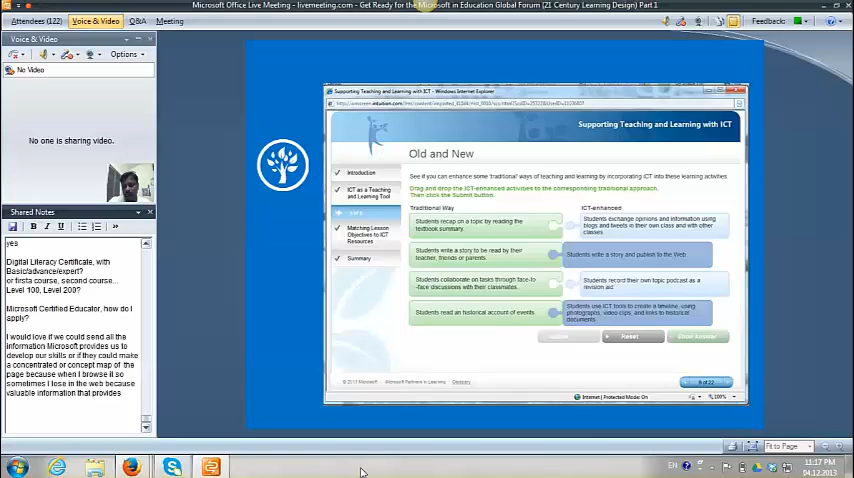 Microsoft Office Live Meeting - livemeeting.com - Get Ready for the Microsoft in Education Global Forum (21 Century Learning Design) Part 1
Attendees (122)
Voice & Video
Q&A
Meeting
Feedback:
Voice & Video
Options
No Video
No one is sharing video.
Shared Notes
B I U
yes
Digital Literacy Certificate, with
Basic/advance/expert?
or firsta course, second course...
Level 100, Level 200?
Microsoft Certified Educator, how do I
apply?
I would love if we could send all the
information Microsoft provides us to
develop our skills or if they could make
a concentrated or concept map of the
page because when I browse it so
sometimes I lose in the web because
valuable information that provides
Supporting Teaching and Learning with ICT - Windows Internet Explorer
Supporting Teaching and Learning with ICT
Introduction
ICT as a Teaching
and Learning Tool
Matching Lesson
Objectives to ICT
Resources
Summary
Old and New
See if you can enhance some 'traditional' ways of teaching and learning by incorporating ICT into these learning activities
Drag and drop the ICT-enhanced activities to the corresponding traditional approach.
Then click the Submit button.
Traditional Way
ICT-enhanced
Students recap on a topic by reading the
textbook summary.
Students exchange opinions and information using
blogs and tweets in their own class and with other
classes
Students write a story to be read by their
teacher, friends or parents.
Students write a story and publish to the Web.
Students collaborate on tasks through face-to
-face discussions with their classmates.
Students record their own topic podcast as a
revision aid
Students read an historical account of events.
Students use ICT tools to create a timeline, using
photographs, video clips, and links to historical
documents.
Reset
Show Answer
© 2013 Microsoft
Microsoft Partners in Learning
Glossary
9 of 22
Internet | Protected Mode: On
100%
Fit to Page
EN
11:17 PM
04.12.2013